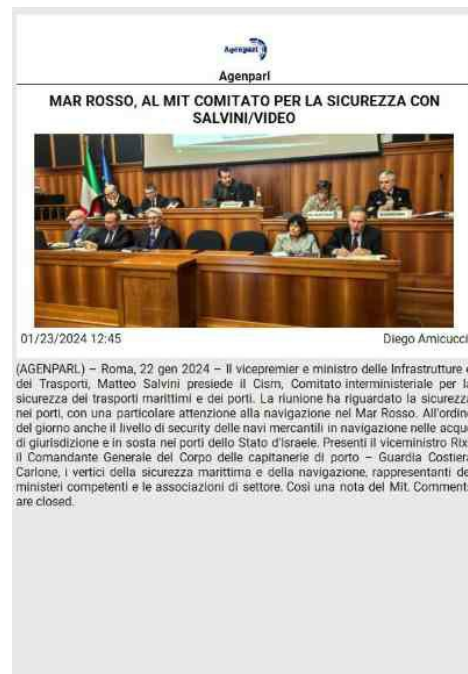 Agenparl
Agenparl
MAR ROSSO, AL MIT COMITATO PER LA SICUREZZA CON
SALVINI/VIDEO
01/23/2024 12:45
Diego Amicucci
(AGENPARL) – Roma, 22 gen 2024 – Il vicepremier e ministro delle Infrastrutture e
dei Trasporti, Matteo Salvini presiede il Cism, Comitato interministeriale per la
sicurezza dei trasporti marittimi e dei porti. La riunione ha riguardato la sicurezza
nei porti, con una particolare attenzione alla navigazione nel Mar Rosso. All'ordine
del giorno anche il livello di security delle navi mercantili in navigazione nelle acque
di giurisdizione e in sosta nei porti dello Stato d'Israele. Presenti il viceministro Rixi,
il Comandante Generale del Corpo delle capitanerie di porto – Guardia Costiera
Carlone, i vertici della sicurezza marittima e della navigazione, rappresentanti dei
ministeri competenti e le associazioni di settore. Così una nota del Mit. Comments
are closed.